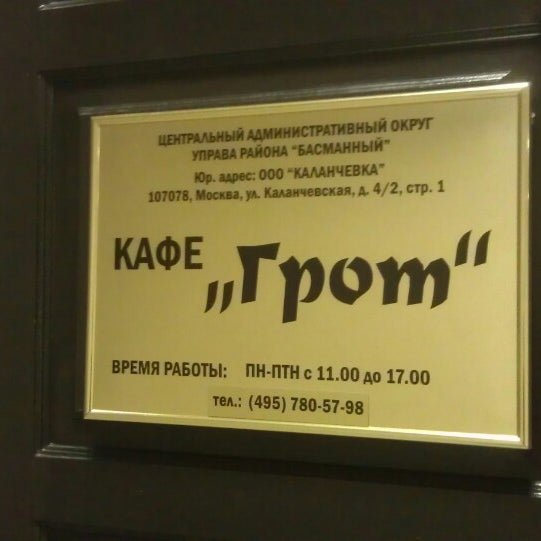 ЦЕНТРАЛЬНЫЙ АДМИНИСТРАТИВНЫЙ ОКРУГ
УПРАВА РАЙОНА "БАСМАННЫЙ"
Юр. адрес: ООО "КАЛАНЧЕВКА"
107078, Москва, ул. Каланчевская, д. 4/2, стр. 1
КАФЕ „Грот“
ВРЕМЯ РАБОТЫ: ПН-ПТН с 11.00 до 17.00
тел.: (495) 780-57-98